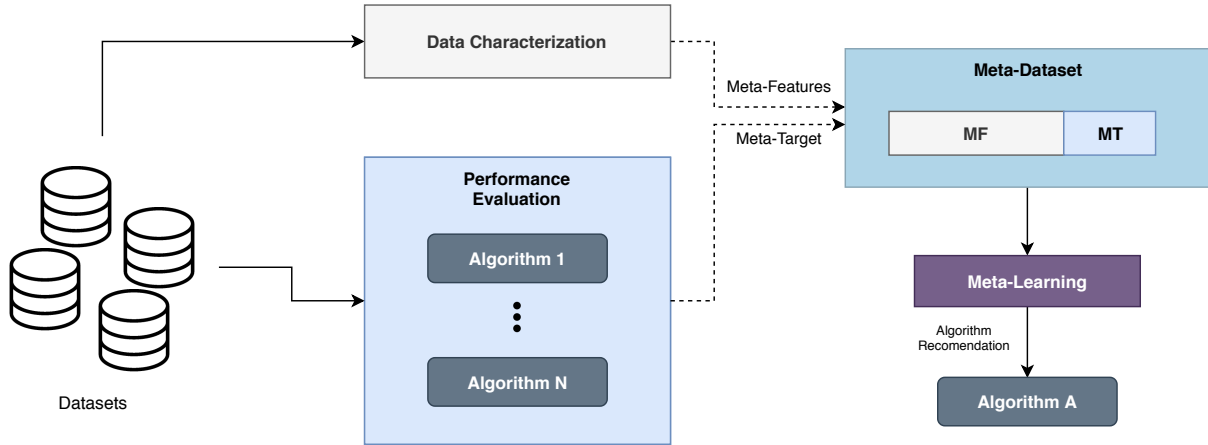 Data Characterization
Meta-Features
Meta-Target
Meta-Dataset
MF
MT
Performance
Evaluation
Algorithm 1
Algorithm N
Datasets
Meta-Learning
Algorithm
Recomendation
Algorithm A